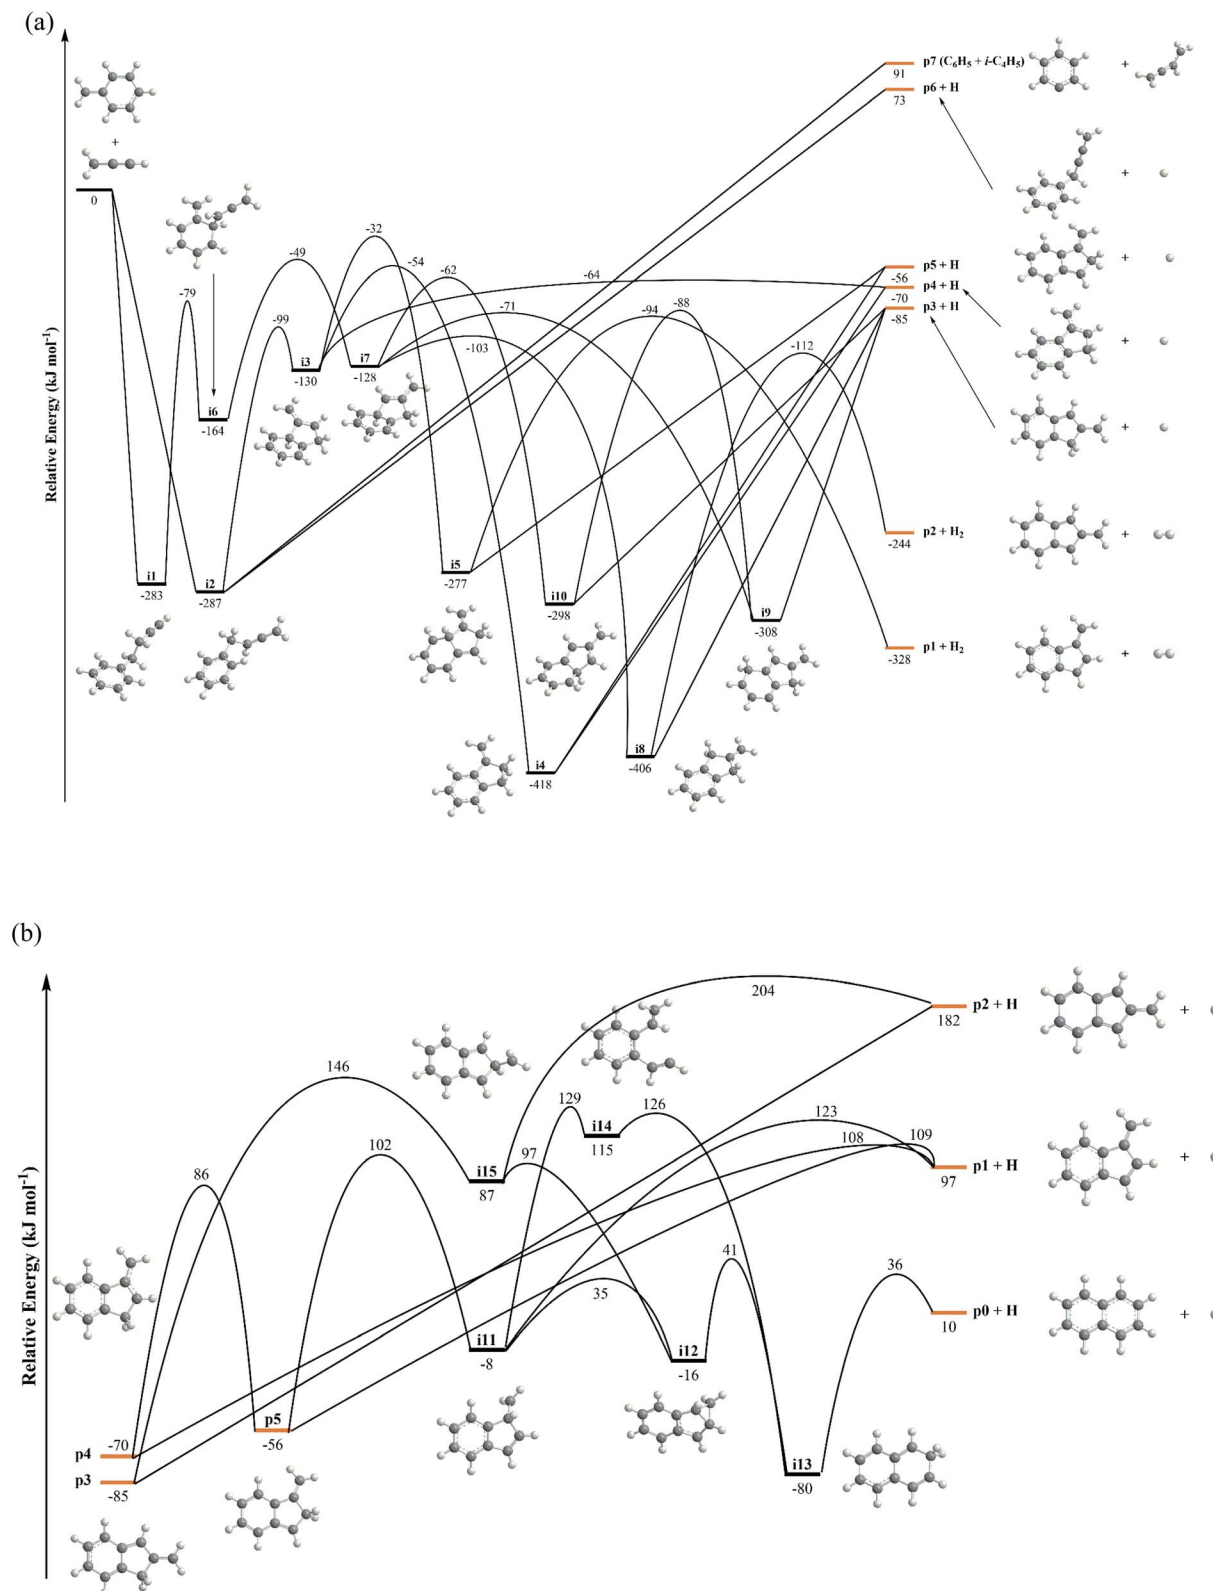 (a)
Relative Energy (kJ mol⁻¹)
p7 (C₆H₅ + i-C₄H₅)
91
+
p6 + H
73
+
+
0
-32
-49
-54
-62
-64
-71
-79
-88
-94
-99
-103
-112
p5 + H
-56
+
p4 + H
-70
+
p3 + H
-85
+
i3
-130
i7
-128
i6
-164
p2 + H₂
-244
+
i1
-283
i2
-287
i5
-277
i10
-298
i9
-308
p1 + H₂
-328
+
i4
-418
i8
-406
(b)
Relative Energy (kJ mol⁻¹)
204
p2 + H
182
+
146
129
i14
115
126
123
102
i15
87
97
108
109
p1 + H
97
+
86
41
36
35
p0 + H
10
+
i11
-8
i12
-16
p5
-56
p4
-70
p3
-85
i13
-80